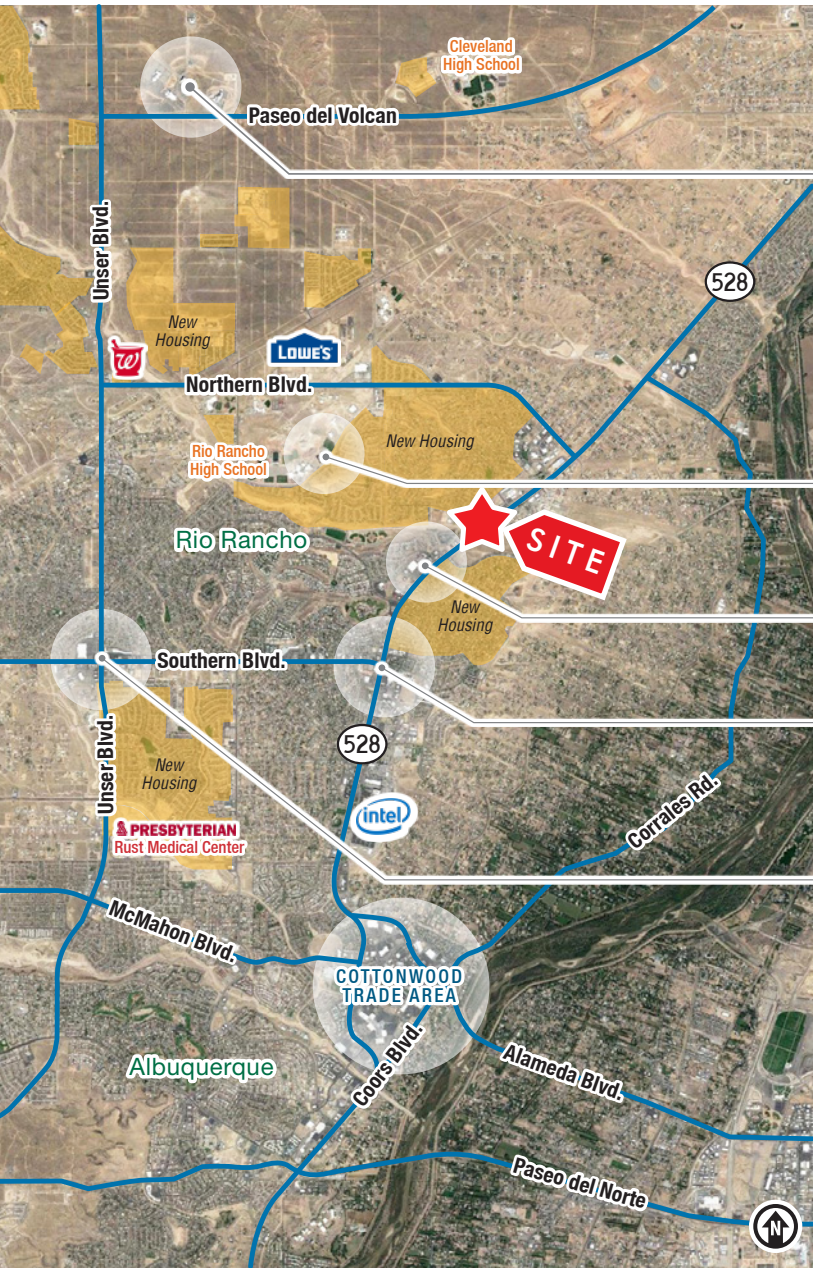 Cleveland
High School
Paseo del Volcan
Unser Blvd.
528
New
Housing
W
LOWE'S
Northern Blvd.
New Housing
Rio Rancho
High School
Rio Rancho
SITE
New
Housing
Southern Blvd.
528
Unser Blvd.
New
Housing
intel
PRESBYTERIAN
Rust Medical Center
Corrales Rd.
McMahon Blvd.
COTTONWOOD
TRADE AREA
Coors Blvd.
Albuquerque
Alameda Blvd.
Paseo del Norte
N